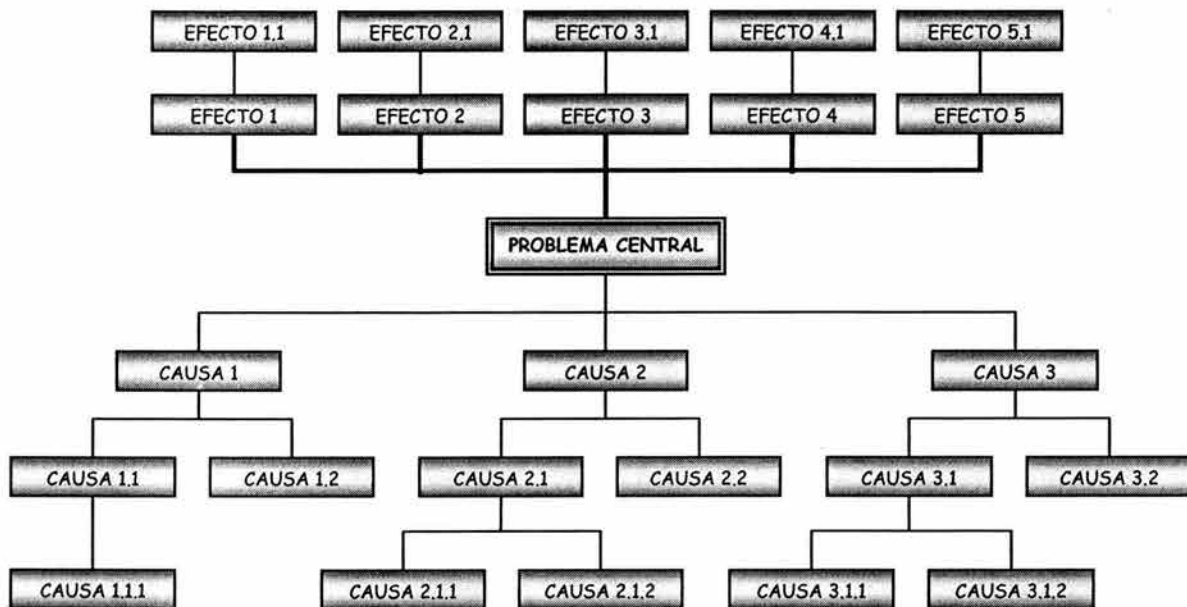 EFECTO 1.1
EFECTO 2.1
EFECTO 3.1
EFECTO 4.1
EFECTO 5.1
EFECTO 1
EFECTO 2
EFECTO 3
EFECTO 4
EFECTO 5
PROBLEMA CENTRAL
CAUSA 1
CAUSA 2
CAUSA 3
CAUSA 1.1
CAUSA 1.2
CAUSA 2.1
CAUSA 2.2
CAUSA 3.1
CAUSA 3.2
CAUSA 1.1.1
CAUSA 2.1.1
CAUSA 2.1.2
CAUSA 3.1.1
CAUSA 3.1.2